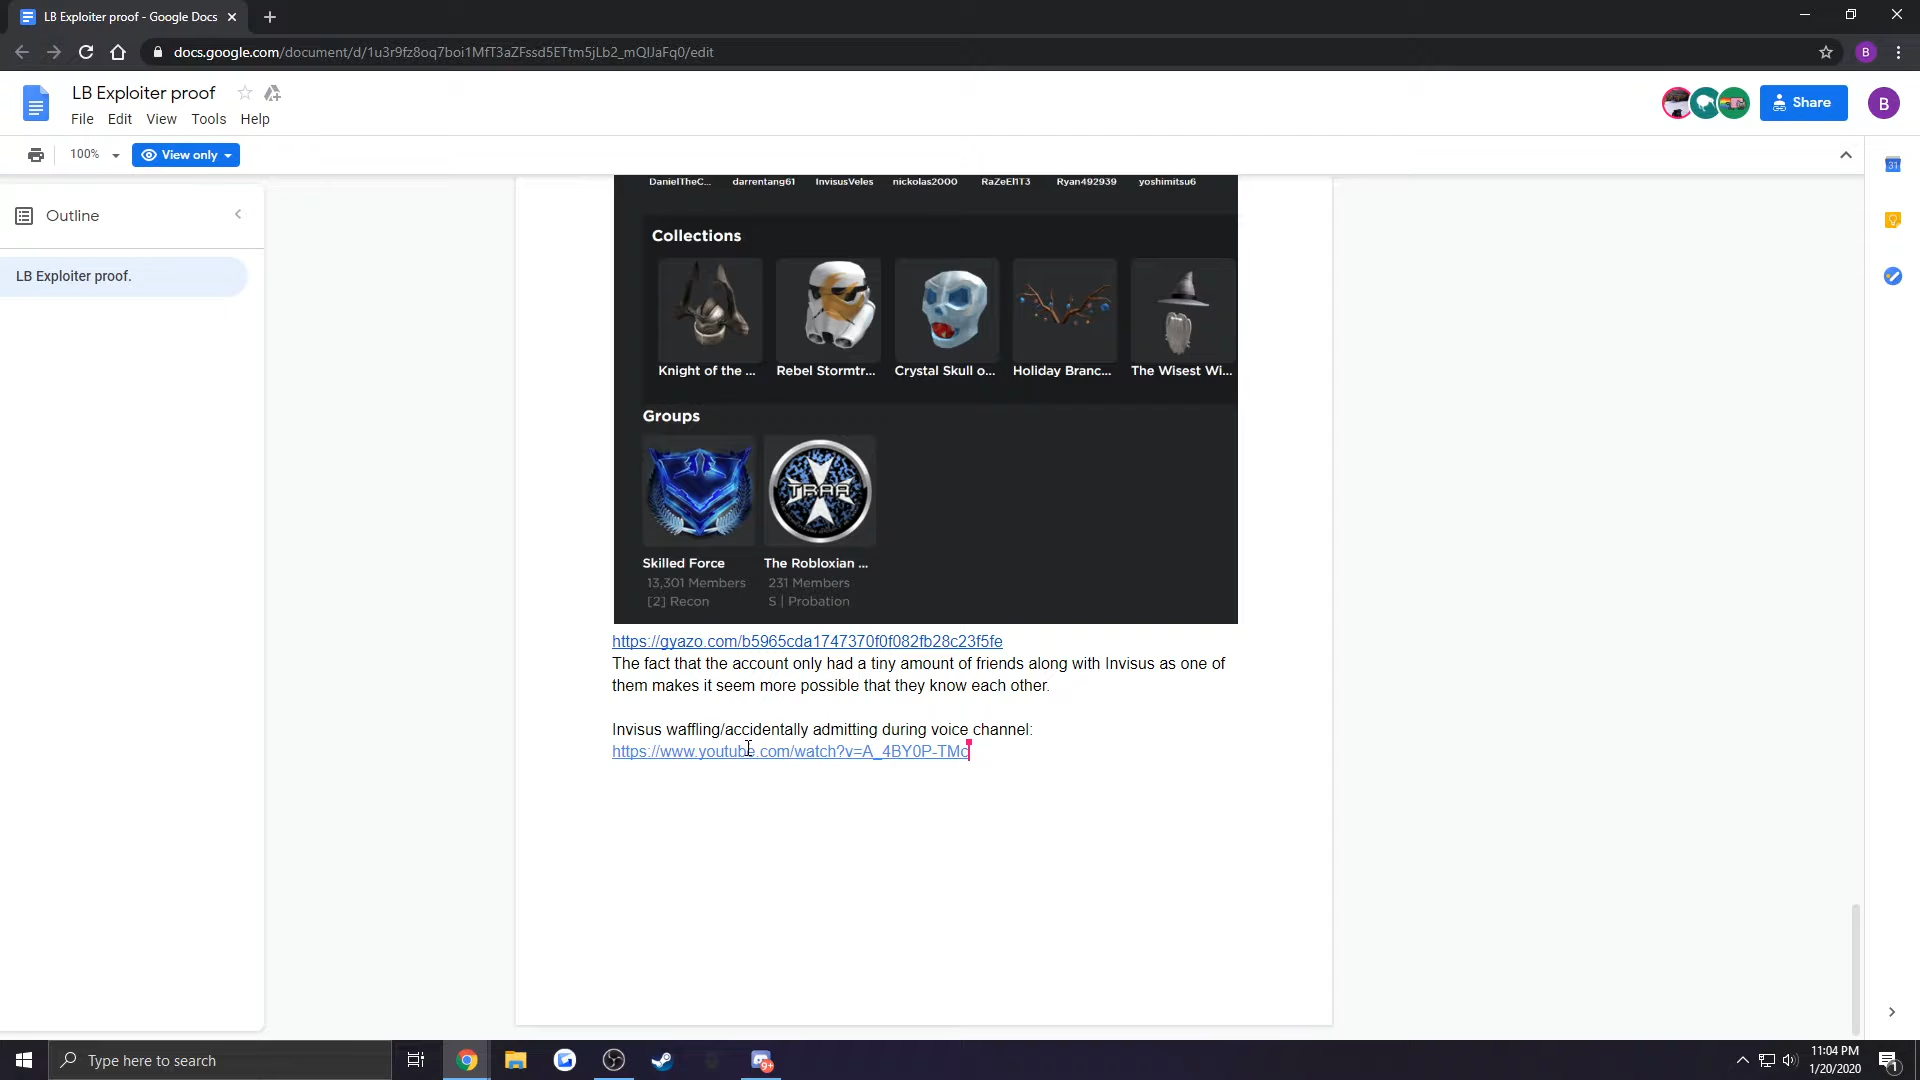 LB Exploiter proof - Google Docs
docs.google.com/document/d/1u3r9fz8oq7boi1MfT3aZFssd5ETtm5jLb2_mQIJaFq0/edit
B
LB Exploiter proof
File Edit View Tools Help
Share
B
100%
View only
31
Outline
LB Exploiter proof.
DanielTheC... darrentang61 InvisusVeles nickolas2000 RaZeEl1T3 Ryan492939 yoshimitsu6
Collections
Knight of the ... Rebel Stormtr... Crystal Skull o... Holiday Branc... The Wisest Wi...
Groups
TRAA
Skilled Force The Robloxian ...
13,301 Members 231 Members
[2] Recon S | Probation
https://gyazo.com/b5965cda1747370f0f082fb28c23f5fe
The fact that the account only had a tiny amount of friends along with Invisus as one of
them makes it seem more possible that they know each other.
Invisus waffling/accidentally admitting during voice channel:
https://www.youtube.com/watch?v=A_4BY0P-TMc
Type here to search
9+
11:04 PM
1/20/2020
1